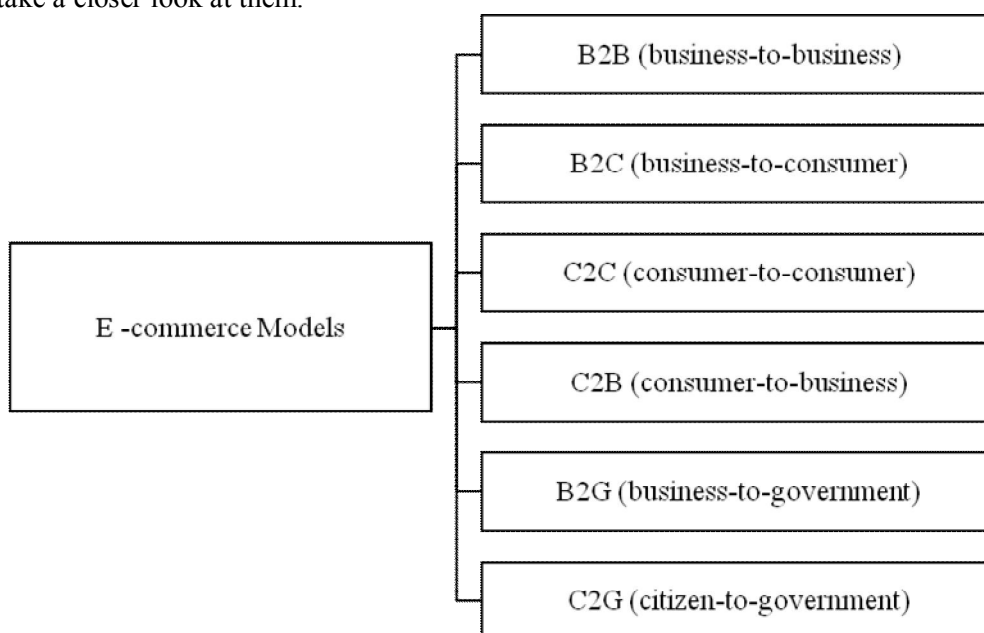 take a closer look at them.
B2B (business-to-business)
B2C (business-to-consumer)
C2C (consumer-to-consumer)
E -commerce Models
C2B (consumer-to-business)
B2G (business-to-government)
C2G (citizen-to-government)